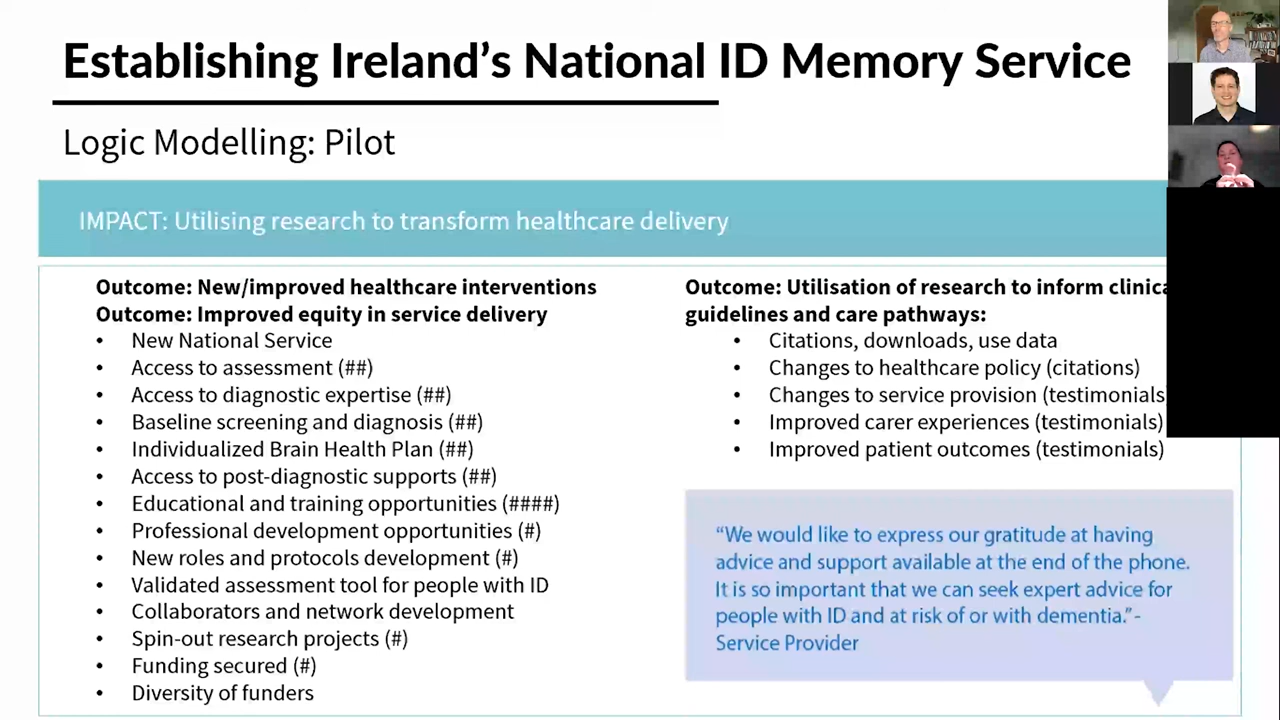 Establishing Ireland’s National ID Memory Service
Logic Modelling: Pilot
IMPACT: Utilising research to transform healthcare delivery
Outcome: New/improved healthcare interventions
Outcome: Improved equity in service delivery
• New National Service
• Access to assessment (##)
• Access to diagnostic expertise (##)
• Baseline screening and diagnosis (##)
• Individualized Brain Health Plan (##)
• Access to post-diagnostic supports (##)
• Educational and training opportunities (####)
• Professional development opportunities (#)
• New roles and protocols development (#)
• Validated assessment tool for people with ID
• Collaborators and network development
• Spin-out research projects (#)
• Funding secured (#)
• Diversity of funders
Outcome: Utilisation of research to inform clinica
guidelines and care pathways:
• Citations, downloads, use data
• Changes to healthcare policy (citations)
• Changes to service provision (testimonials
• Improved carer experiences (testimonials)
• Improved patient outcomes (testimonials)
“We would like to express our gratitude at having
advice and support available at the end of the phone.
It is so important that we can seek expert advice for
people with ID and at risk of or with dementia.”-
Service Provider